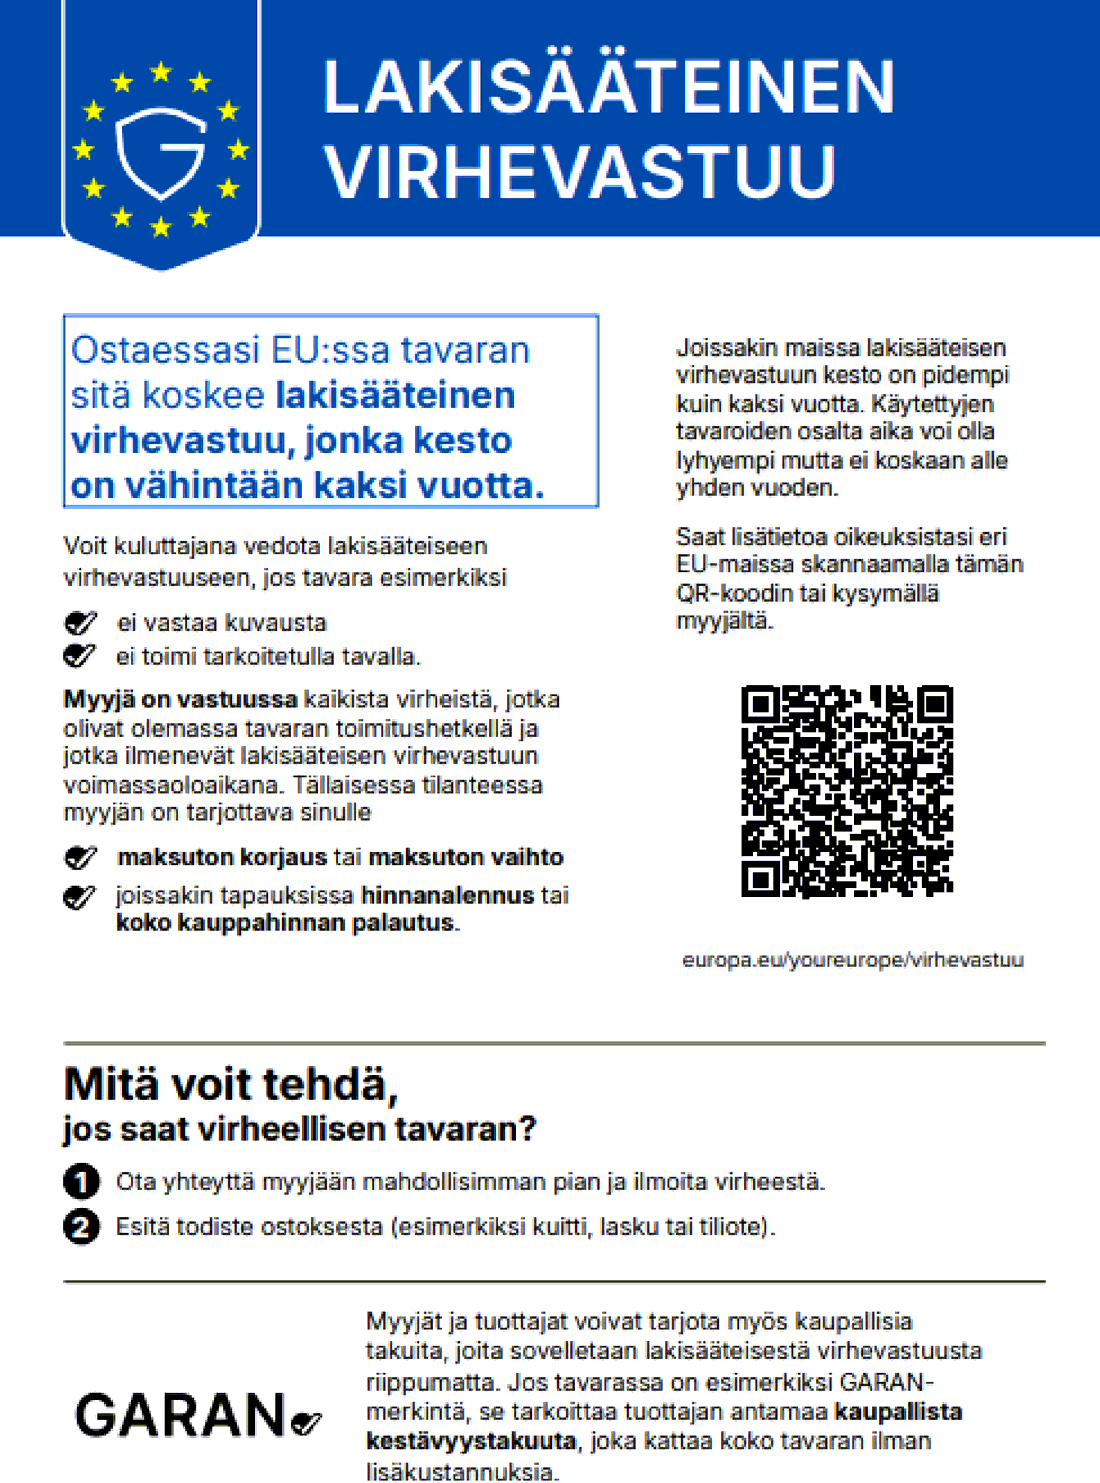 LAKISÄÄTEINEN
VIRHEVASTUU
Ostaessasi EU:ssa tavaran
sitä koskee lakisääteinen
virhevastuu, jonka kesto
on vähintään kaksi vuotta.
Voit kuluttajana vedota lakisääteiseen
virhevastuuseen, jos tavara esimerkiksi
ei vastaa kuvausta
ei toimi tarkoitetulla tavalla.
Myyjä on vastuussa kaikista virheistä, jotka
olivat olemassa tavaran toimitushetkellä ja
jotka ilmenevät lakisääteisen virhevastuun
voimassaoloaikana. Tällaisessa tilanteessa
myyjän on tarjottava sinulle
maksuton korjaus tai maksuton vaihto
joissakin tapauksissa hinnanalennus tai
koko kauppahinnan palautus.
Joissakin maissa lakisääteisen
virhevastuun kesto on pidempi
kuin kaksi vuotta. Käytettyjen
tavaroiden osalta aika voi olla
lyhyempi mutta ei koskaan alle
yhden vuoden.
Saat lisätietoa oikeuksistasi eri
EU-maissa skannaamalla tämän
QR-koodin tai kysymällä
myyjältä.
europa.eu/youreurope/virhevastuu
Mitä voit tehdä,
jos saat virheellisen tavaran?
1 Ota yhteyttä myyjään mahdollisimman pian ja ilmoita virheestä.
2 Esitä todiste ostoksesta (esimerkiksi kuitti, lasku tai tiliote).
GARAN
Myyjät ja tuottajat voivat tarjota myös kaupallisia
takuita, joita sovelletaan lakisääteisestä virhevastuusta
riippumatta. Jos tavarassa on esimerkiksi GARAN-
merkintä, se tarkoittaa tuottajan antamaa kaupallista
kestävyystakuuta, joka kattaa koko tavaran ilman
lisäkustannuksia.